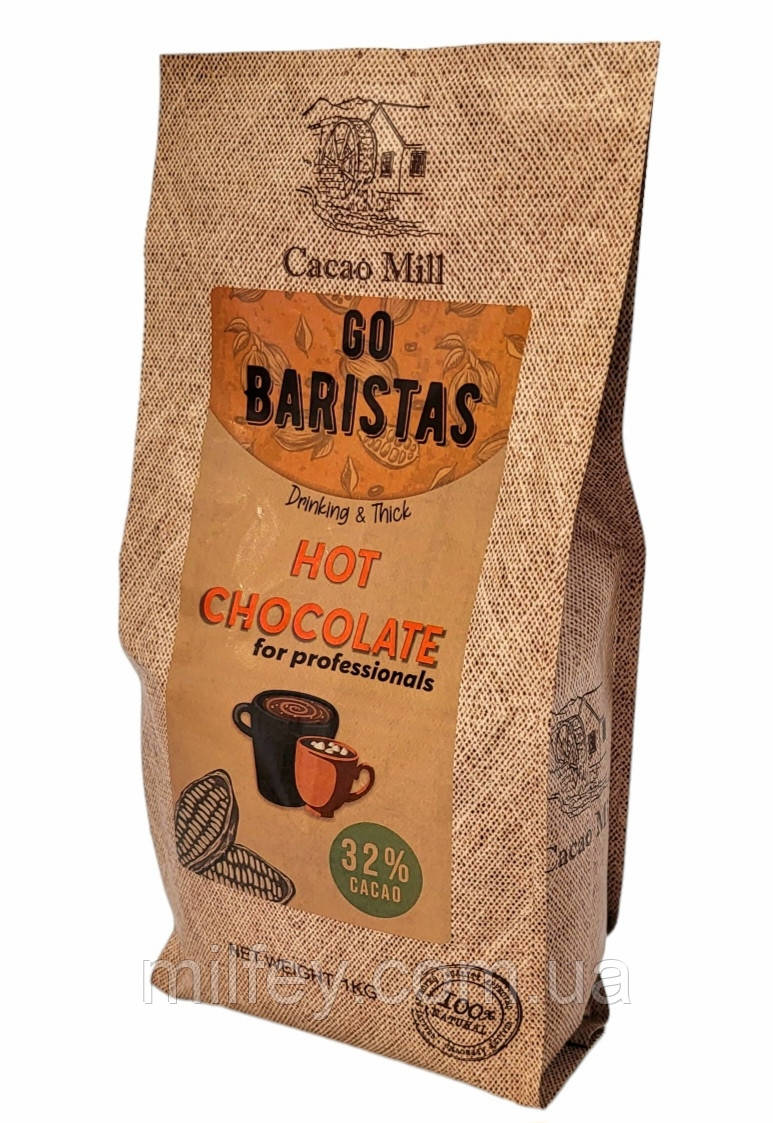 Cacao Mill
GO
BARISTAS
Drinking & Thick
HOT
CHOCOLATE
for professionals
32%
CACAO
NET WEIGHT 1KG
100%
NATURAL
Cacao Mi
milfey.com.ua